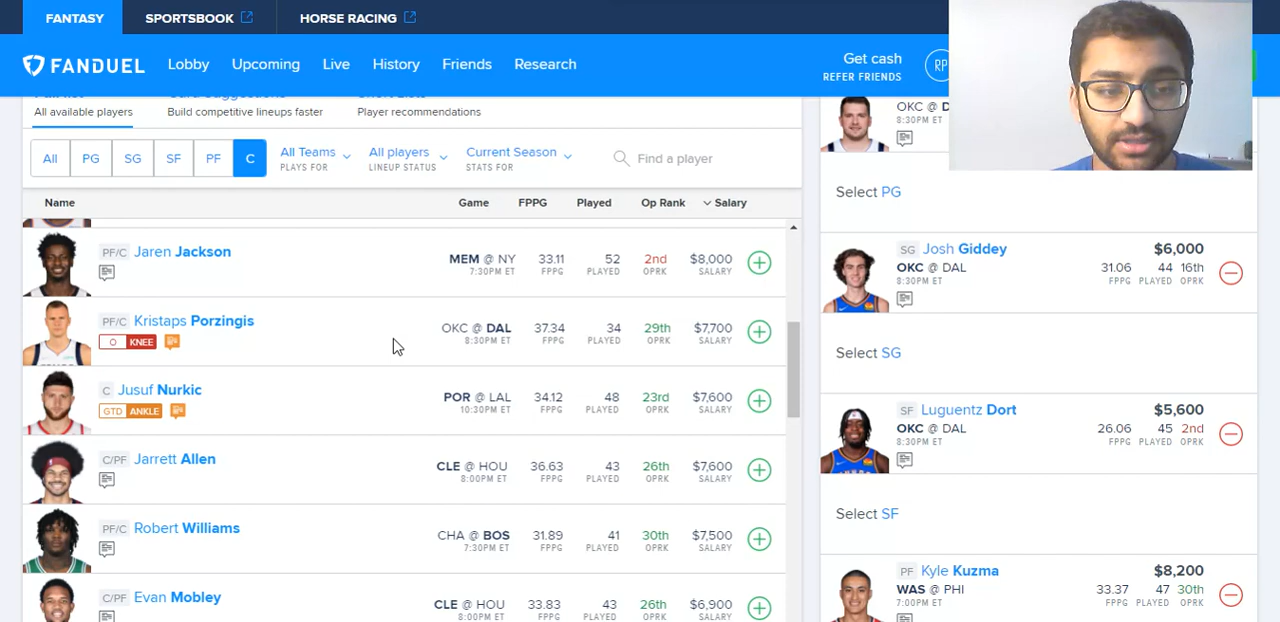 FANTASY SPORTSBOOK HORSE RACING
FANDUEL Lobby Upcoming Live History Friends Research Get cash
REFER FRIENDS RP
All available players Build competitive lineups faster Player recommendations
All PG SG SF PF C All Teams All players Current Season Find a player
PLAYS FOR LINEUP STATUS STATS FOR
Name Game FPPG Played Op Rank Salary
PF/C Jaren Jackson MEM @ NY 33.11 52 2nd $8,000
7:30PM ET FPPG PLAYED OPRK SALARY
PF/C Kristaps Porzingis OKC @ DAL 37.34 34 29th $7,700
O KNEE 8:30PM ET FPPG PLAYED OPRK SALARY
C Jusuf Nurkic POR @ LAL 34.12 48 23rd $7,600
GTD ANKLE 10:30PM ET FPPG PLAYED OPRK SALARY
C/PF Jarrett Allen CLE @ HOU 36.63 43 26th $7,600
8:00PM ET FPPG PLAYED OPRK SALARY
PF/C Robert Williams CHA @ BOS 31.89 41 30th $7,500
7:30PM ET FPPG PLAYED OPRK SALARY
C/PF Evan Mobley CLE @ HOU 33.83 43 26th $6,900
8:00PM ET FPPG PLAYED OPRK SALARY
OKC @
8:30PM ET
Select PG
SG Josh Giddey $6,000
OKC @ DAL 31.06 44 16th
8:30PM ET FPPG PLAYED OPRK
Select SG
SF Luguentz Dort $5,600
OKC @ DAL 26.06 45 2nd
8:30PM ET FPPG PLAYED OPRK
Select SF
PF Kyle Kuzma $8,200
WAS @ PHI 33.37 47 30th
7:00PM ET FPPG PLAYED OPRK